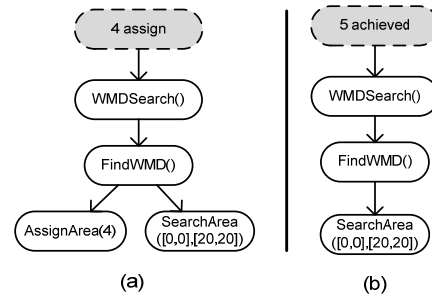 4 assign
WMDSearch()
FindWMD()
AssignArea(4)
SearchArea
([0,0],[20,20])
(a)
5 achieved
WMDSearch()
FindWMD()
SearchArea
([0,0],[20,20])
(b)